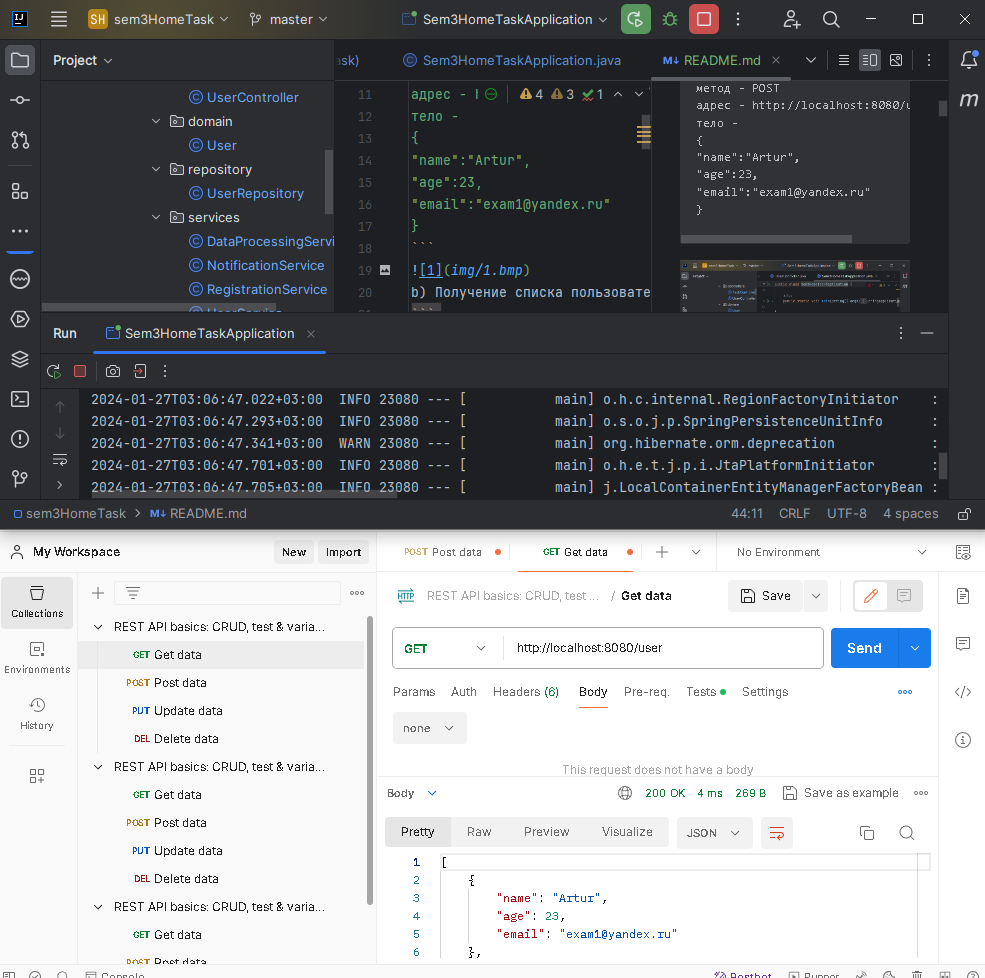 SH sem3HomeTask master Sem3HomeTaskApplication
Project
ask) Sem3HomeTaskApplication.java README.md
UserController
domain
User
repository
UserRepository
services
DataProcessingServi
NotificationService
RegistrationService
11 адрес - 4 3 1
12 тело -
13 {
14 "name":"Artur",
15 "age":23,
16 "email":"exam1@yandex.ru"
17 }
18 ```
19 ![1](img/1.bmp)
20 b) Получение списка пользовате
метод - POST
адрес - http://localhost:8080/u
тело -
{
"name":"Artur",
"age":23,
"email":"exam1@yandex.ru"
}
Run Sem3HomeTaskApplication
2024-01-27T03:06:47.022+03:00 INFO 23080 --- [ main] o.h.c.internal.RegionFactoryInitiator :
2024-01-27T03:06:47.293+03:00 INFO 23080 --- [ main] o.s.o.j.p.SpringPersistenceUnitInfo :
2024-01-27T03:06:47.341+03:00 WARN 23080 --- [ main] org.hibernate.orm.deprecation :
2024-01-27T03:06:47.701+03:00 INFO 23080 --- [ main] o.h.e.t.j.p.i.JtaPlatformInitiator :
2024-01-27T03:06:47.705+03:00 INFO 23080 --- [ main] j.LocalContainerEntityManagerFactoryBean :
sem3HomeTask > README.md 44:11 CRLF UTF-8 4 spaces
My Workspace New Import
POST Post data GET Get data No Environment
Collections
Environments
History
REST API basics: CRUD, test & varia...
GET Get data
POST Post data
PUT Update data
DEL Delete data
REST API basics: CRUD, test & varia...
GET Get data
POST Post data
PUT Update data
DEL Delete data
REST API basics: CRUD, test & varia...
GET Get data
POST Post data
HTTP REST API basics: CRUD, test ... / Get data Save
GET http://localhost:8080/user Send
Params Auth Headers (6) Body Pre-req. Tests Settings
none
This request does not have a body
Body 200 OK 4 ms 269 B Save as example
Pretty Raw Preview Visualize JSON
1 [
2 {
3 "name": "Artur",
4 "age": 23,
5 "email": "exam1@yandex.ru"
6 },
Console Postbot Runner